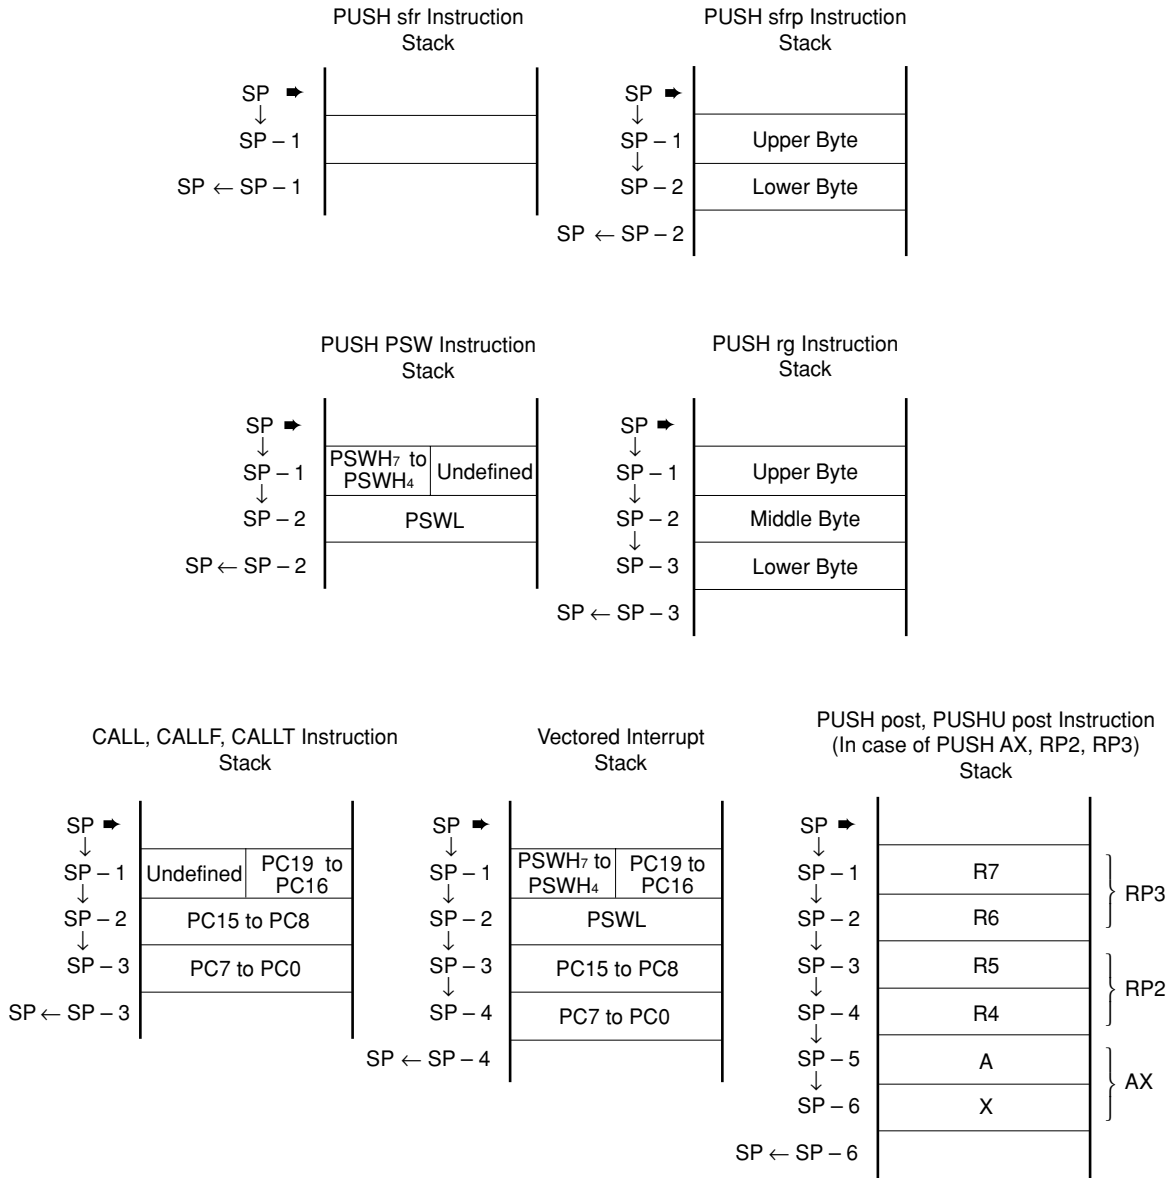 PUSH sfr Instruction
Stack
SP ➨
↓
SP – 1
SP ← SP – 1
PUSH sfrp Instruction
Stack
SP ➨
↓
SP – 1
↓
SP – 2
SP ← SP – 2
Upper Byte
Lower Byte
PUSH PSW Instruction
Stack
SP ➨
↓
SP – 1
↓
SP – 2
SP ← SP – 2
PSWH7 to
PSWH4
Undefined
PSWL
PUSH rg Instruction
Stack
SP ➨
↓
SP – 1
↓
SP – 2
↓
SP – 3
SP ← SP – 3
Upper Byte
Middle Byte
Lower Byte
CALL, CALLF, CALLT Instruction
Stack
SP ➨
↓
SP – 1
↓
SP – 2
↓
SP – 3
SP ← SP – 3
Undefined
PC19 to
PC16
PC15 to PC8
PC7 to PC0
Vectored Interrupt
Stack
SP ➨
↓
SP – 1
↓
SP – 2
↓
SP – 3
↓
SP – 4
SP ← SP – 4
PSWH7 to
PSWH4
PC19 to
PC16
PSWL
PC15 to PC8
PC7 to PC0
PUSH post, PUSHU post Instruction
(In case of PUSH AX, RP2, RP3)
Stack
SP ➨
↓
SP – 1
↓
SP – 2
↓
SP – 3
↓
SP – 4
↓
SP – 5
↓
SP – 6
SP ← SP – 6
R7
R6
R5
R4
A
X
RP3
RP2
AX